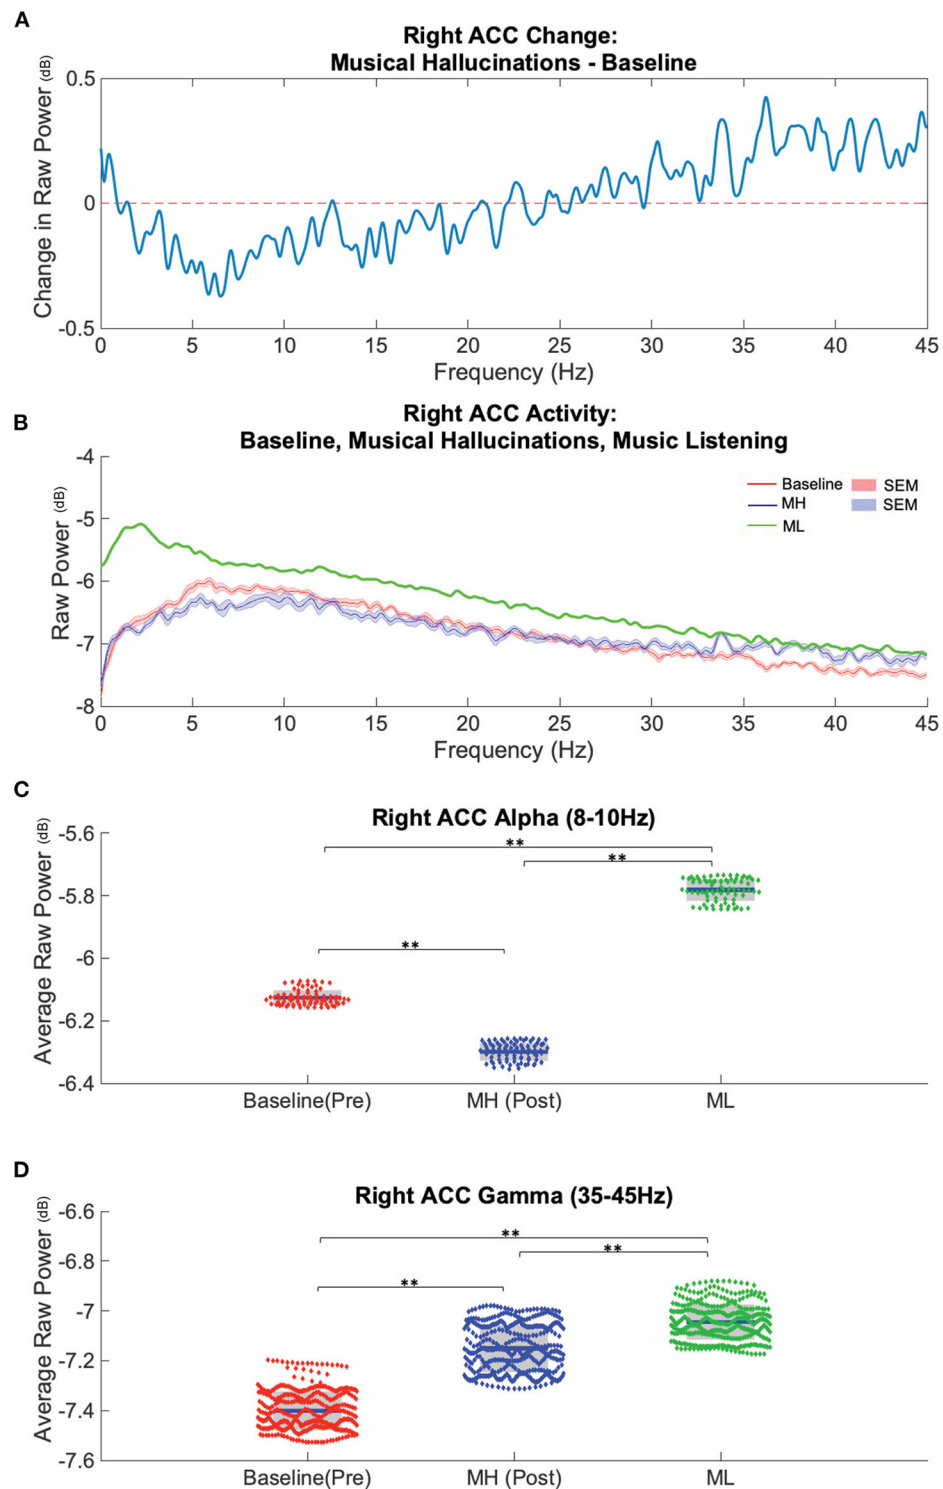 A
Right ACC Change:
Musical Hallucinations - Baseline
Change in Raw Power (dB)
0.5
0
-0.5
0 5 10 15 20 25 30 35 40 45
Frequency (Hz)
B
Right ACC Activity:
Baseline, Musical Hallucinations, Music Listening
Raw Power (dB)
-4
-5
-6
-7
-8
Baseline SEM
MH SEM
ML
0 5 10 15 20 25 30 35 40 45
Frequency (Hz)
C
Right ACC Alpha (8-10Hz)
Average Raw Power (dB)
-5.6
-5.8
-6
-6.2
-6.4
**
**
**
Baseline(Pre) MH (Post) ML
D
Right ACC Gamma (35-45Hz)
Average Raw Power (dB)
-6.6
-6.8
-7
-7.2
-7.4
-7.6
**
**
**
Baseline(Pre) MH (Post) ML